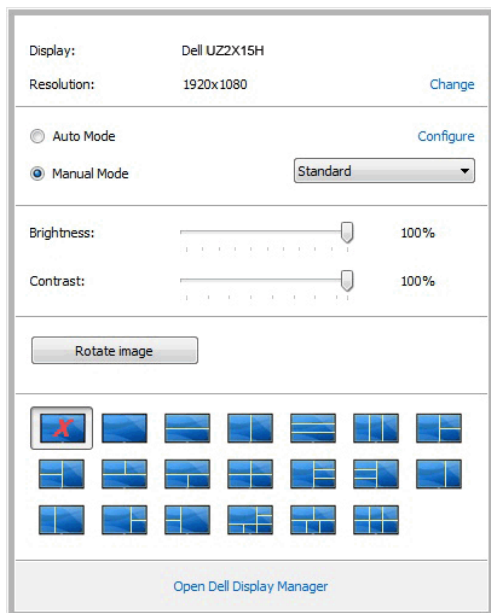 Display: Dell UZ2X15H
Resolution: 1920x1080 Change
Auto Mode Configure
Manual Mode Standard
Brightness: 100%
Contrast: 100%
Rotate image
Open Dell Display Manager